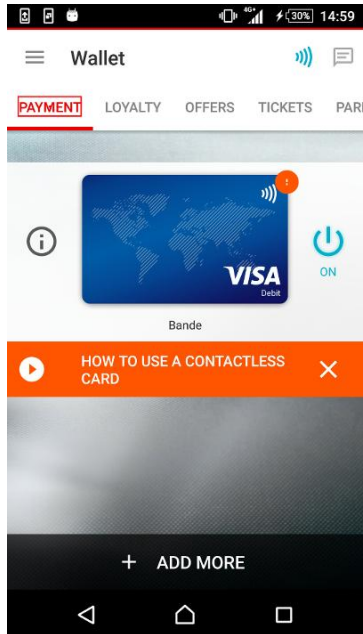 4G 30% 14:59
Wallet
PAYMENT LOYALTY OFFERS TICKETS PAR
VISA
Debit
ON
Bande
HOW TO USE A CONTACTLESS
CARD
+ ADD MORE